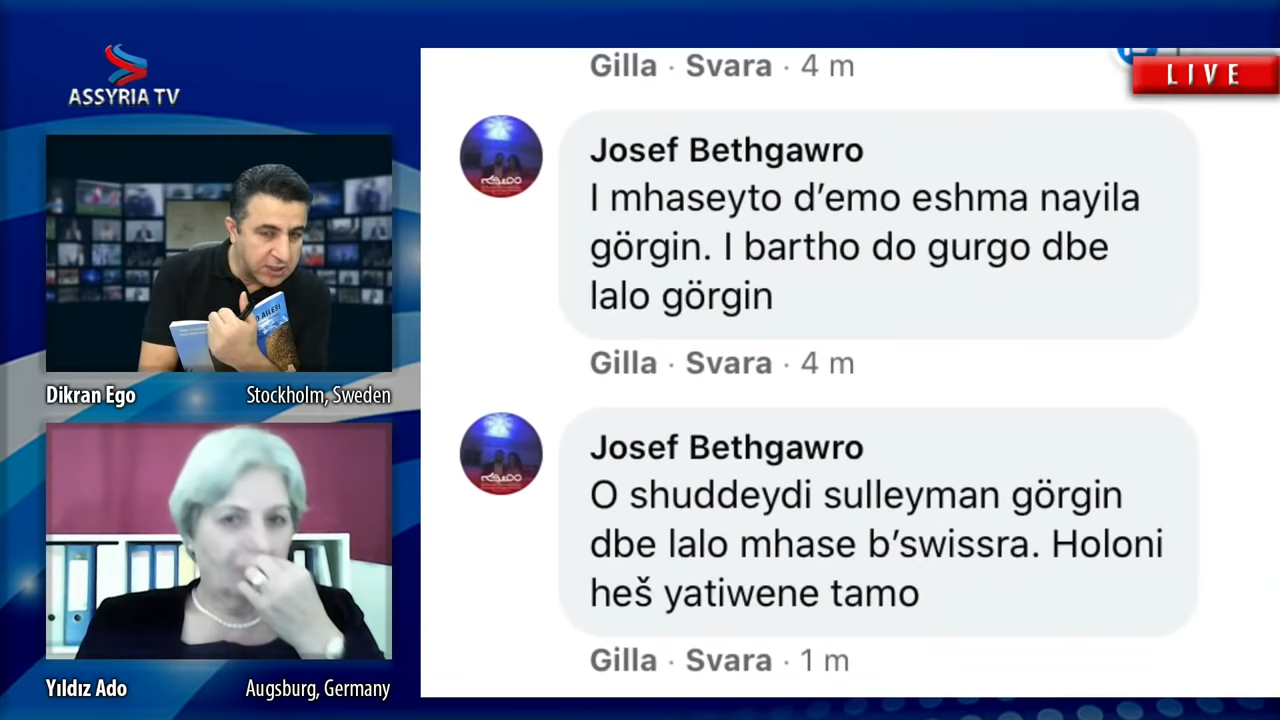 ASSYRIA TV
LIVE
Gilla · Svara · 4 m
Josef Bethgawro
I mhaseyto d’emo eshma nayila
görgin. I bartho do gurgo dbe
lalo görgin
Gilla · Svara · 4 m
Josef Bethgawro
O shuddeydi sulleyman görgin
dbe lalo mhase b’swissra. Holoni
heš yatiwene tamo
Gilla · Svara · 1 m
AILESI
Dikran Ego Stockholm, Sweden
Yıldız Ado Augsburg, Germany